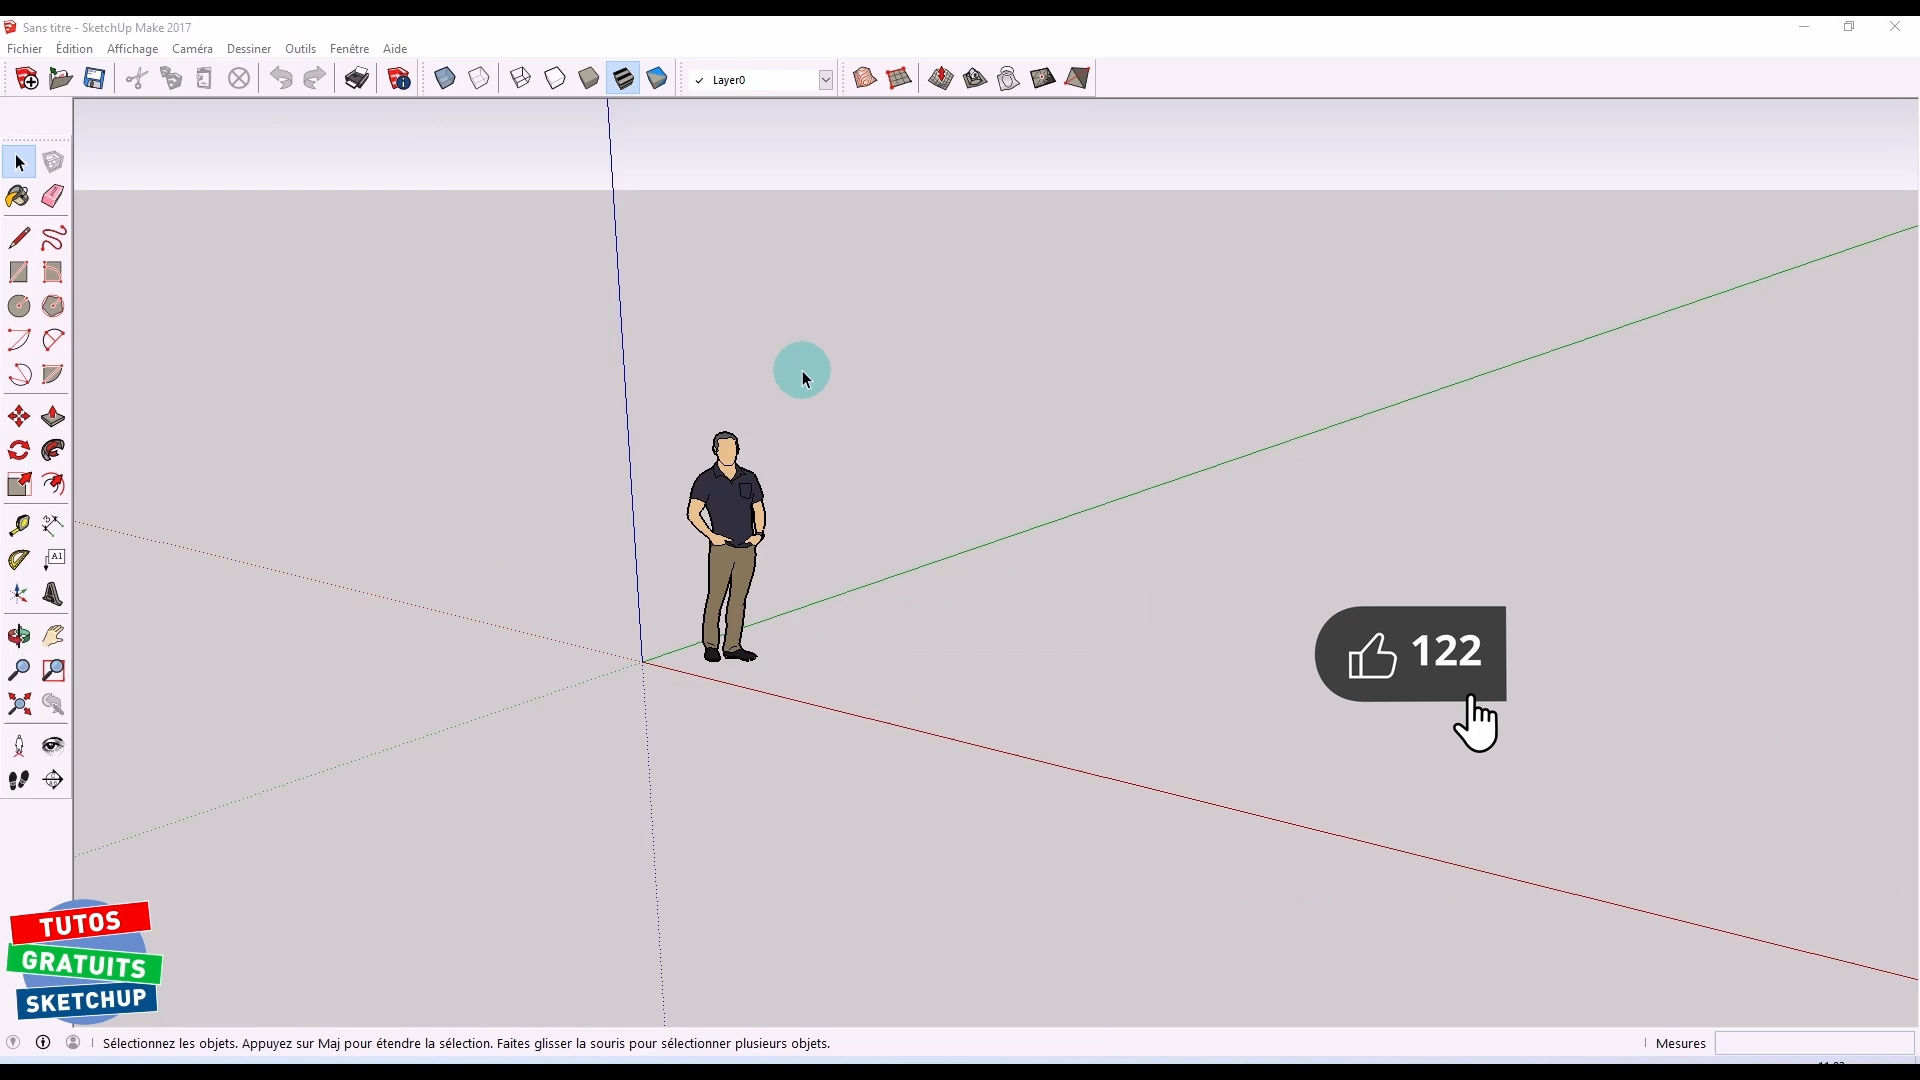 Sans titre - SketchUp Make 2017
Fichier Édition Affichage Caméra Dessiner Outils Fenêtre Aide
Layer0
A1
122
TUTOS
GRATUITS
SKETCHUP
Sélectionnez les objets. Appuyez sur Maj pour étendre la sélection. Faites glisser la souris pour sélectionner plusieurs objets.
Mesures